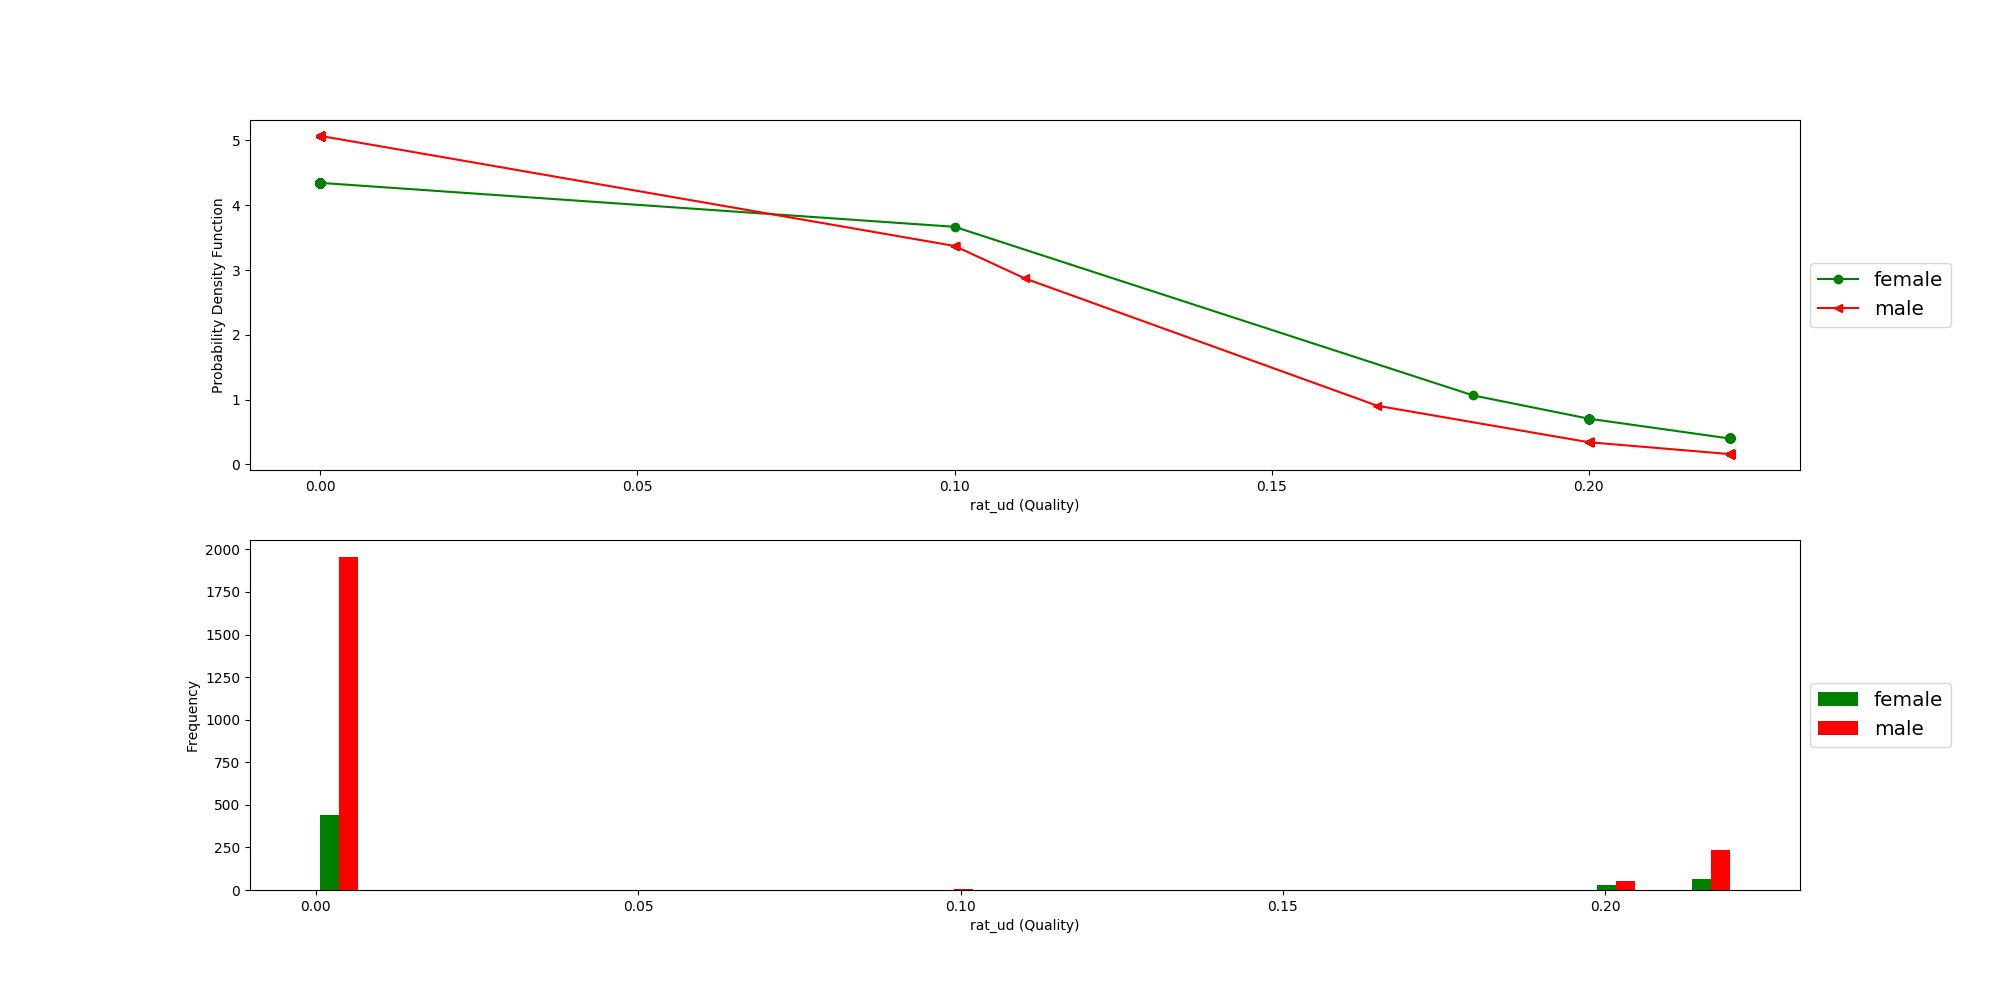 5
4
3
2
1
0
Probability Density Function
0.00 0.05 0.10 0.15 0.20
rat_ud (Quality)
female
male
2000
1750
1500
1250
1000
750
500
250
0
Frequency
0.00 0.05 0.10 0.15 0.20
rat_ud (Quality)
female
male